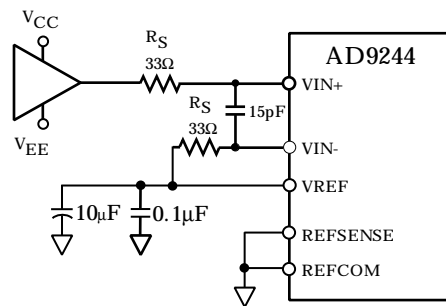 VCC
RS
33Ω
AD9244
VIN+
RS
33Ω
15pF
VEE
VIN-
VREF
10µF
0.1µF
REFSENSE
REFCOM